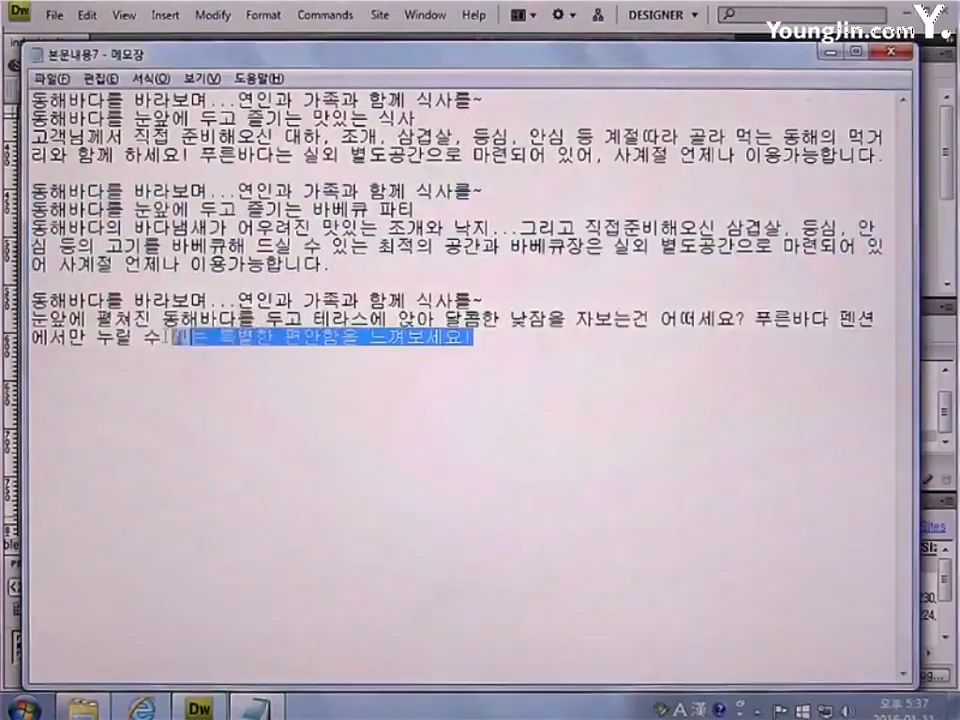 Dw File Edit View Insert Modify Format Commands Site Window Help DESIGNER
YoungJin.com Y.
본문내용7 - 메모장
파일(F) 편집(E) 서식(O) 보기(V) 도움말(H)
동해바다를 바라보며...연인과 가족과 함께 식사를~
동해바다를 눈앞에 두고 즐기는 맛있는 식사
고객님께서 직접 준비해오신 대하, 조개, 삼겹살, 등심, 안심 등 계절따라 골라 먹는 동해의 먹거
리와 함께 하세요! 푸른바다는 실외 별도공간으로 마련되어 있어, 사계절 언제나 이용가능합니다.
동해바다를 바라보며...연인과 가족과 함께 식사를~
동해바다를 눈앞에 두고 즐기는 바베큐 파티
동해바다의 바다냄새가 어우려진 맛있는 조개와 낙지...그리고 직접준비해오신 삼겹살, 등심, 안
심 등의 고기를 바베큐해 드실 수 있는 최적의 공간과 바베큐장은 실외 별도공간으로 마련되어 있
어 사계절 언제나 이용가능합니다.
동해바다를 바라보며...연인과 가족과 함께 식사를~
눈앞에 펼쳐진 동해바다를 두고 테라스에 앉아 달콤한 낮잠을 자보는건 어떠세요? 푸른바다 펜션
에서만 누릴 수 있는 특별한 편안함을 느껴보세요!
Sites
Dw
A 漢
오후 5:37